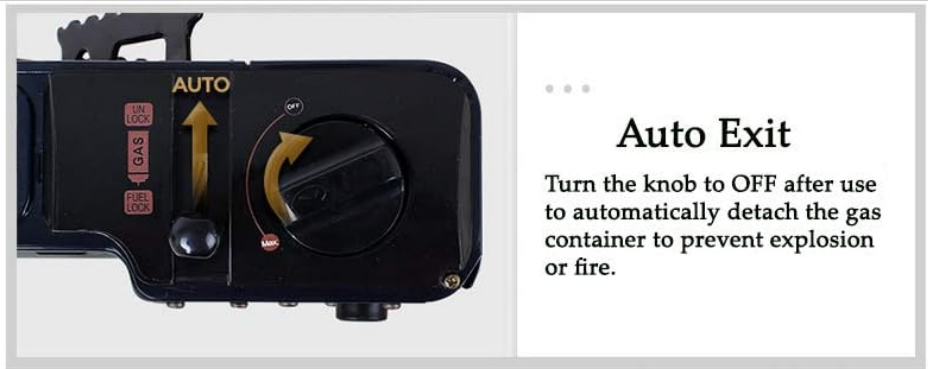 AUTO
UN
LOCK
GAS
FUEL
LOCK
OFF
Max.
Auto Exit
Turn the knob to OFF after use
to automatically detach the gas
container to prevent explosion
or fire.